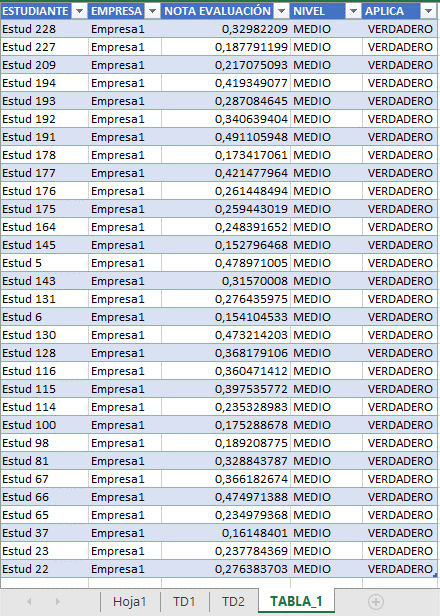 ESTUDIANTE EMPRESA NOTA EVALUACIÓN NIVEL APLICA
Estud 228 Empresa1 0,32982209 MEDIO VERDADERO
Estud 227 Empresa1 0,187791199 MEDIO VERDADERO
Estud 209 Empresa1 0,217075093 MEDIO VERDADERO
Estud 194 Empresa1 0,419349077 MEDIO VERDADERO
Estud 193 Empresa1 0,287084645 MEDIO VERDADERO
Estud 192 Empresa1 0,340639404 MEDIO VERDADERO
Estud 191 Empresa1 0,491105948 MEDIO VERDADERO
Estud 178 Empresa1 0,173417061 MEDIO VERDADERO
Estud 177 Empresa1 0,421477964 MEDIO VERDADERO
Estud 176 Empresa1 0,261448494 MEDIO VERDADERO
Estud 175 Empresa1 0,259443019 MEDIO VERDADERO
Estud 164 Empresa1 0,248391652 MEDIO VERDADERO
Estud 145 Empresa1 0,152796468 MEDIO VERDADERO
Estud 5 Empresa1 0,478971005 MEDIO VERDADERO
Estud 143 Empresa1 0,31570008 MEDIO VERDADERO
Estud 131 Empresa1 0,276435975 MEDIO VERDADERO
Estud 6 Empresa1 0,154104533 MEDIO VERDADERO
Estud 130 Empresa1 0,473214203 MEDIO VERDADERO
Estud 128 Empresa1 0,368179106 MEDIO VERDADERO
Estud 116 Empresa1 0,360471412 MEDIO VERDADERO
Estud 115 Empresa1 0,397535772 MEDIO VERDADERO
Estud 114 Empresa1 0,235328983 MEDIO VERDADERO
Estud 100 Empresa1 0,175288678 MEDIO VERDADERO
Estud 98 Empresa1 0,189208775 MEDIO VERDADERO
Estud 81 Empresa1 0,328843787 MEDIO VERDADERO
Estud 67 Empresa1 0,366182674 MEDIO VERDADERO
Estud 66 Empresa1 0,474971388 MEDIO VERDADERO
Estud 65 Empresa1 0,234979368 MEDIO VERDADERO
Estud 37 Empresa1 0,16148401 MEDIO VERDADERO
Estud 23 Empresa1 0,237784369 MEDIO VERDADERO
Estud 22 Empresa1 0,276383703 MEDIO VERDADERO
Hoja1 TD1 TD2 TABLA_1